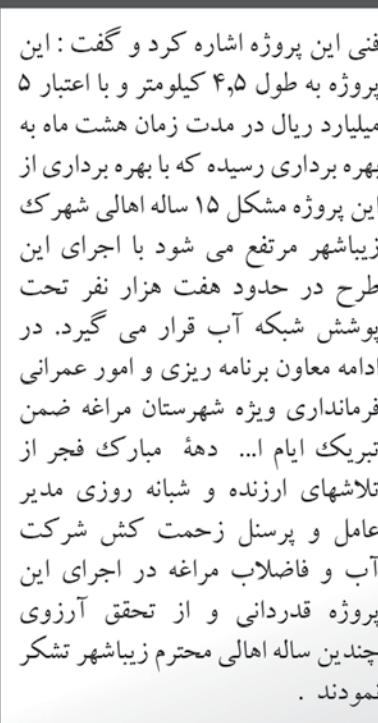 فنی این پروژه اشاره کرد و گفت : این
پروژه به طول ۴٫۵ کیلومتر و با اعتبار ۵
میلیارد ریال در مدت زمان هشت ماه به
بهره برداری رسیده که با بهره برداری از
این پروژه مشکل ۱۵ ساله اهالی شهرک
زیباشهر مرتفع می شود با اجرای این
طرح در حدود هفت هزار نفر تحت
پوشش شبکه آب قرار می گیرد. در
ادامه معاون برنامه ریزی و امور عمرانی
فرمانداری ویژه شهرستان مراغه ضمن
تبریک ایام ا... دههٔ مبارک فجر از
تلاشهای ارزنده و شبانه روزی مدیر
عامل و پرسنل زحمت کش شرکت
آب و فاضلاب مراغه در اجرای این
پروژه قدردانی و از تحقق آرزوی
چندین ساله اهالی محترم زیباشهر تشکر
نمودند .